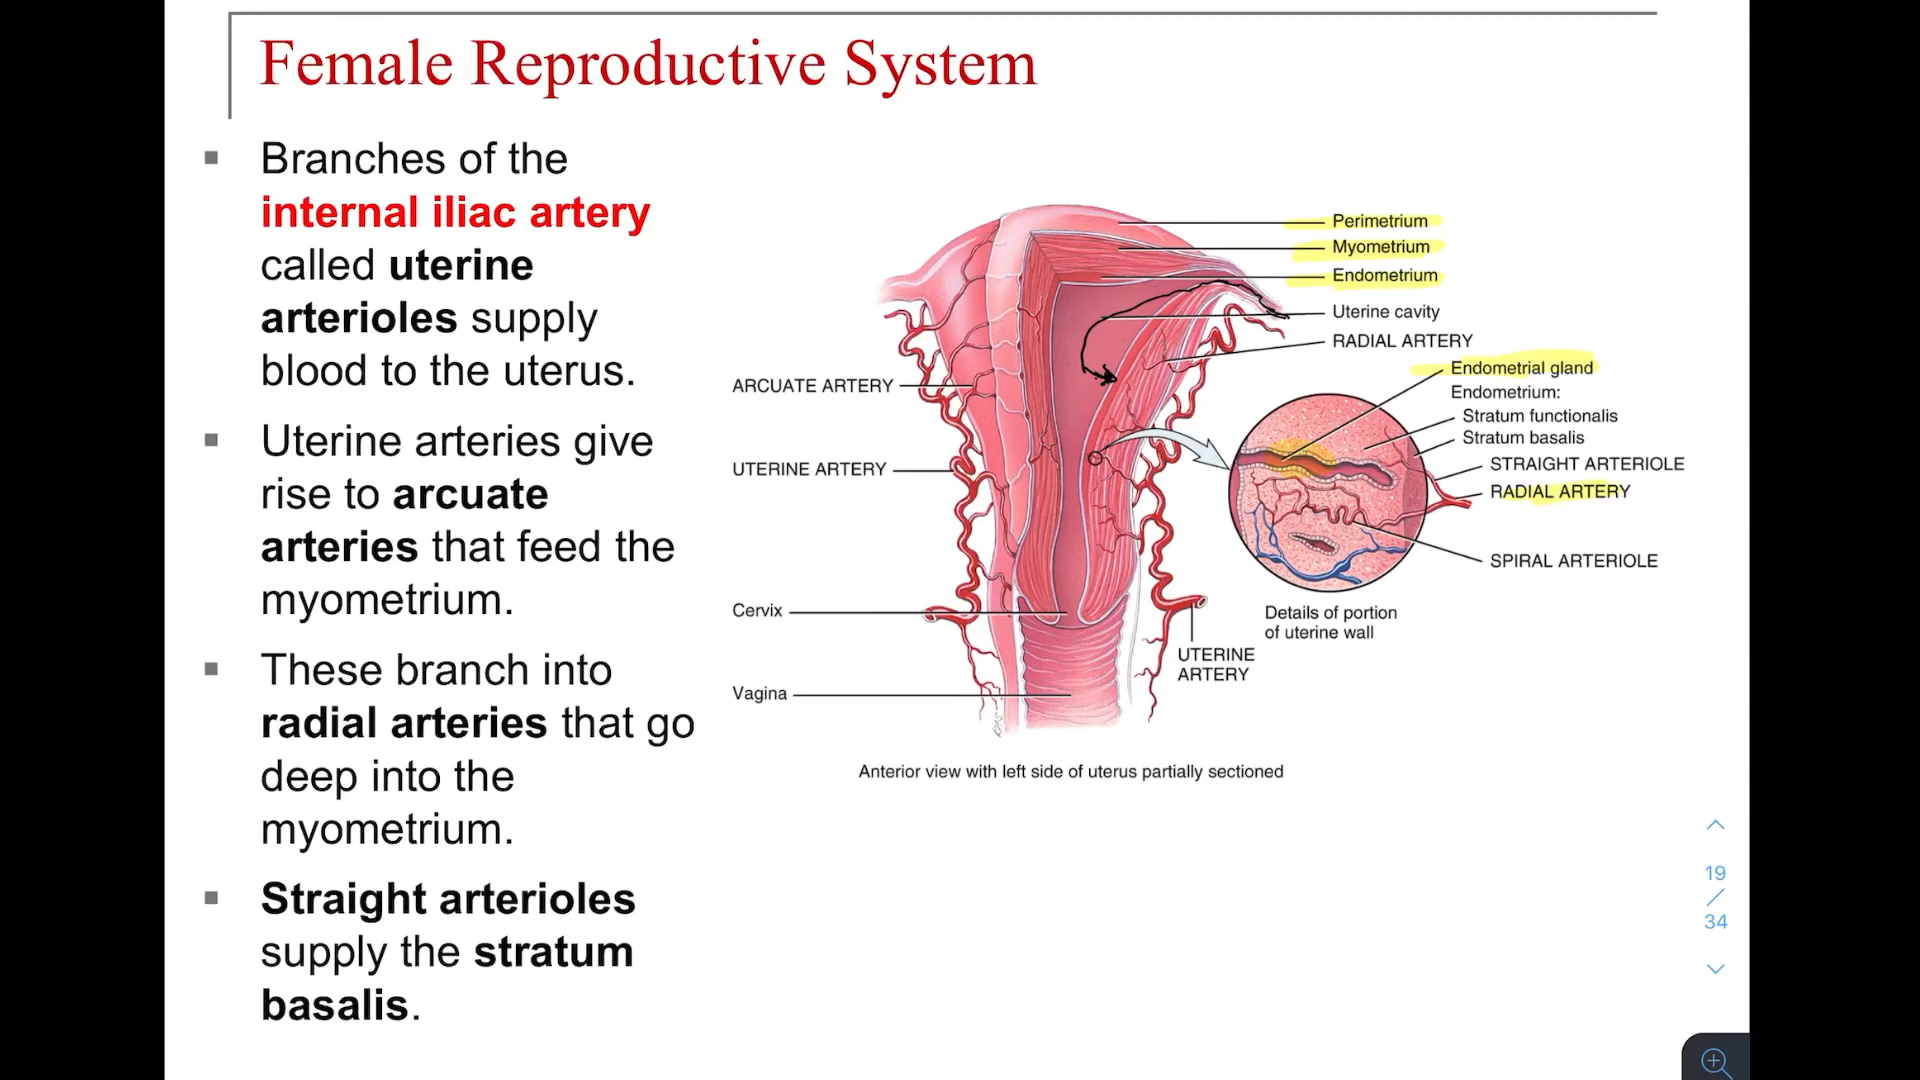 Female Reproductive System
▪ Branches of the
internal iliac artery
called uterine
arterioles supply
blood to the uterus.
▪ Uterine arteries give
rise to arcuate
arteries that feed the
myometrium.
▪ These branch into
radial arteries that go
deep into the
myometrium.
▪ Straight arterioles
supply the stratum
basalis.
Perimetrium
Myometrium
Endometrium
Uterine cavity
RADIAL ARTERY
Endometrial gland
Endometrium:
Stratum functionalis
Stratum basalis
STRAIGHT ARTERIOLE
RADIAL ARTERY
SPIRAL ARTERIOLE
Details of portion
of uterine wall
ARCUATE ARTERY
UTERINE ARTERY
Cervix
Vagina
UTERINE
ARTERY
Anterior view with left side of uterus partially sectioned
19
/
34